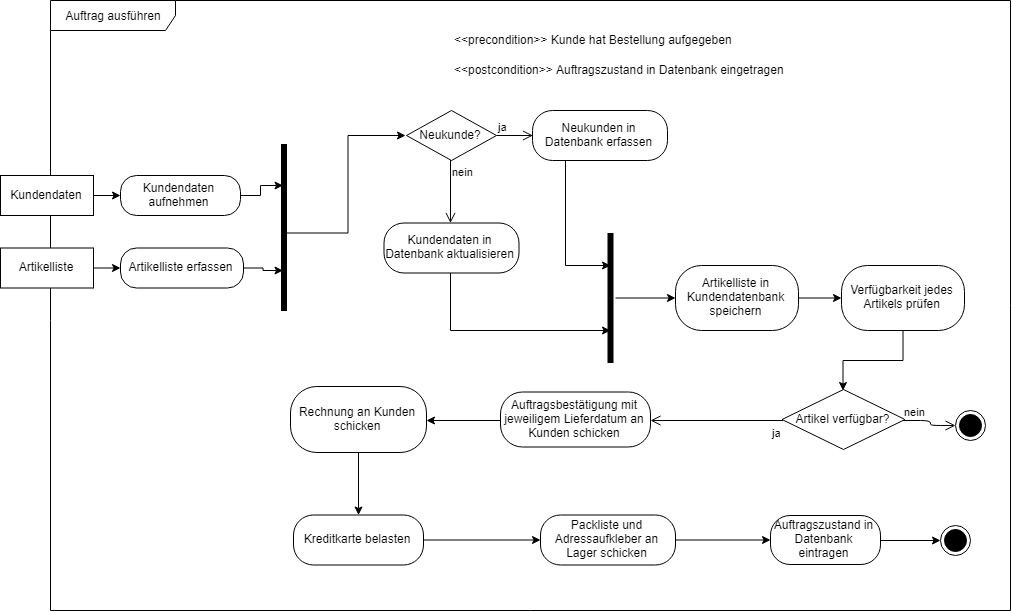 Auftrag ausführen
<<precondition>> Kunde hat Bestellung aufgegeben
<<postcondition>> Auftragszustand in Datenbank eingetragen
Neukunde?
ja
nein
Neukunden in
Datenbank erfassen
Kundendaten
Kundendaten
aufnehmen
Artikelliste
Artikelliste erfassen
Kundendaten in
Datenbank aktualisieren
Artikelliste in
Kundendatenbank
speichern
Verfügbarkeit jedes
Artikels prüfen
Artikel verfügbar?
nein
ja
Auftragsbestätigung mit
jeweiligem Lieferdatum an
Kunden schicken
Rechnung an Kunden
schicken
Kreditkarte belasten
Packliste und
Adressaufkleber an
Lager schicken
Auftragszustand in
Datenbank
eintragen